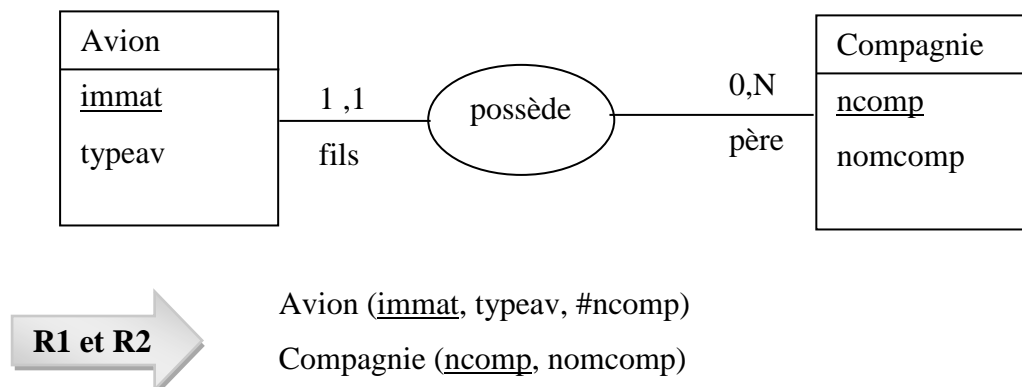 Avion
immat
typeav
1 ,1
fils
possède
0,N
père
Compagnie
ncomp
nomcomp
R1 et R2
Avion (immat, typeav, #ncomp)
Compagnie (ncomp, nomcomp)